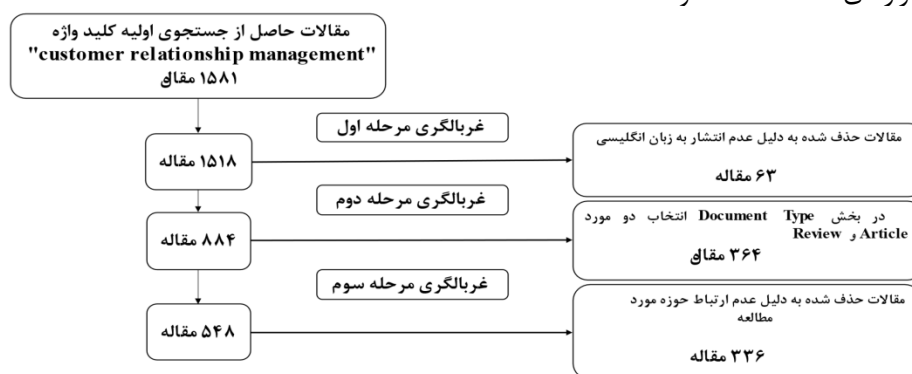 مقالات حاصل از جستجوی اولیه کلید واژه
"customer relationship management"
۱۵۸۱ مقاله
غربالگری مرحله اول
۱۵۱۸ مقاله
مقالات حذف شده به دلیل عدم انتشار به زبان انگلیسی
۶۳ مقاله
غربالگری مرحله دوم
۸۸۴ مقاله
در بخش Document Type انتخاب دو مورد
Article و Review
۳۶۴ مقاله
غربالگری مرحله سوم
۵۴۸ مقاله
مقالات حذف شده به دلیل عدم ارتباط حوزه مورد
مطالعه
۳۳۶ مقاله